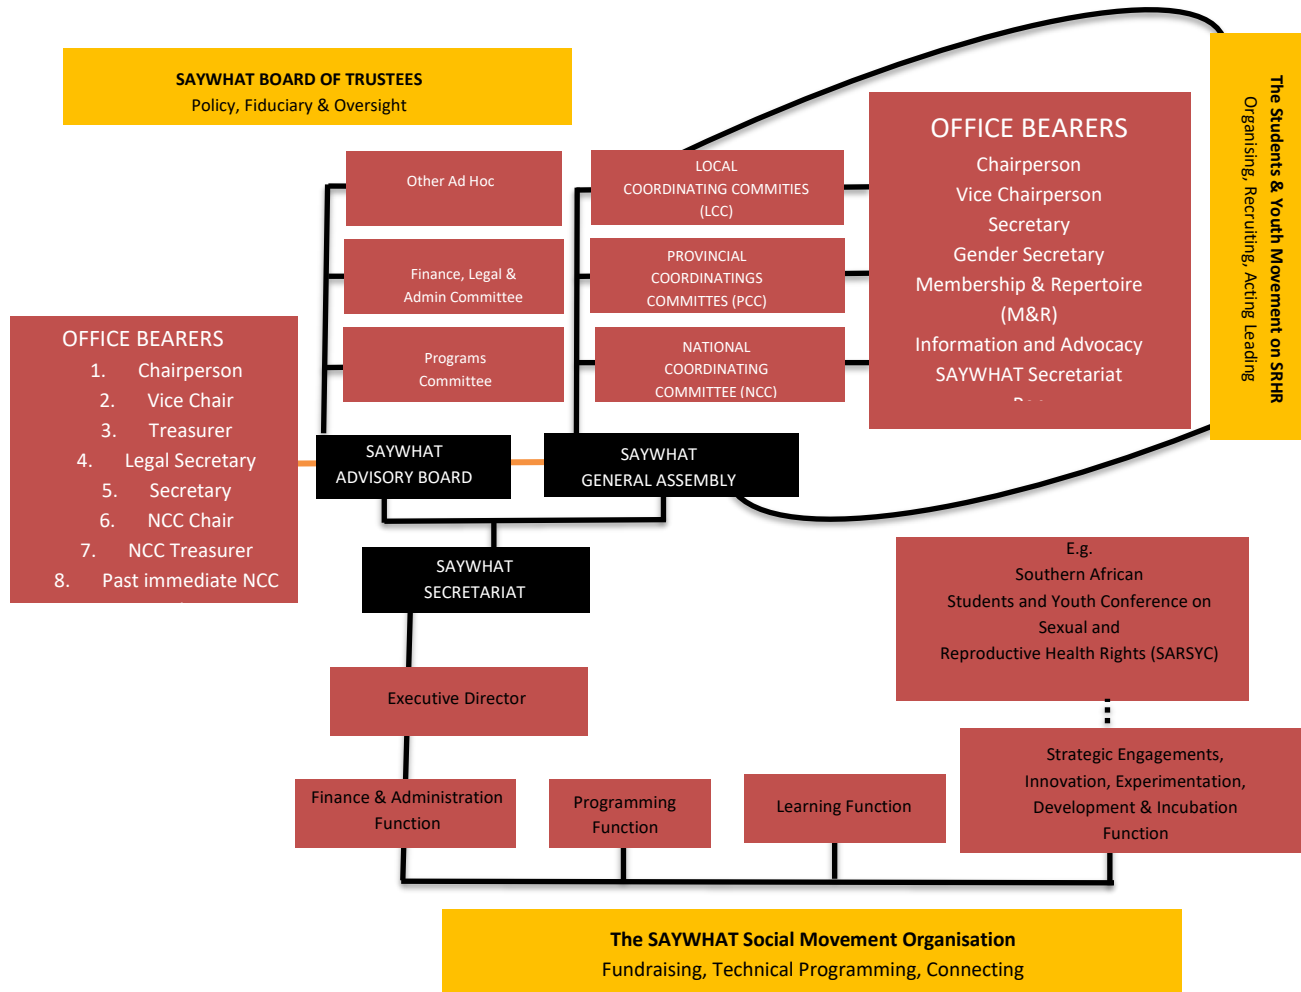 SAYWHAT BOARD OF TRUSTEES
Policy, Fiduciary & Oversight
The Students & Youth Movement on SRHR
Organising, Recruiting, Acting Leading
Other Ad Hoc
Finance, Legal &
Admin Committee
Programs
Committee
LOCAL
COORDINATING COMMITIES
(LCC)
PROVINCIAL
COORDINATINGS
COMMITTES (PCC)
NATIONAL
COORDINATING
COMMITTEE (NCC)
OFFICE BEARERS
Chairperson
Vice Chairperson
Secretary
Gender Secretary
Membership & Repertoire
(M&R)
Information and Advocacy
SAYWHAT Secretariat
OFFICE BEARERS
1. Chairperson
2. Vice Chair
3. Treasurer
4. Legal Secretary
5. Secretary
6. NCC Chair
7. NCC Treasurer
8. Past immediate NCC
SAYWHAT
ADVISORY BOARD
SAYWHAT
GENERAL ASSEMBLY
SAYWHAT
SECRETARIAT
E.g.
Southern African
Students and Youth Conference on
Sexual and
Reproductive Health Rights (SARSYC)
Executive Director
Finance & Administration
Function
Programming
Function
Learning Function
Strategic Engagements,
Innovation, Experimentation,
Development & Incubation
Function
The SAYWHAT Social Movement Organisation
Fundraising, Technical Programming, Connecting